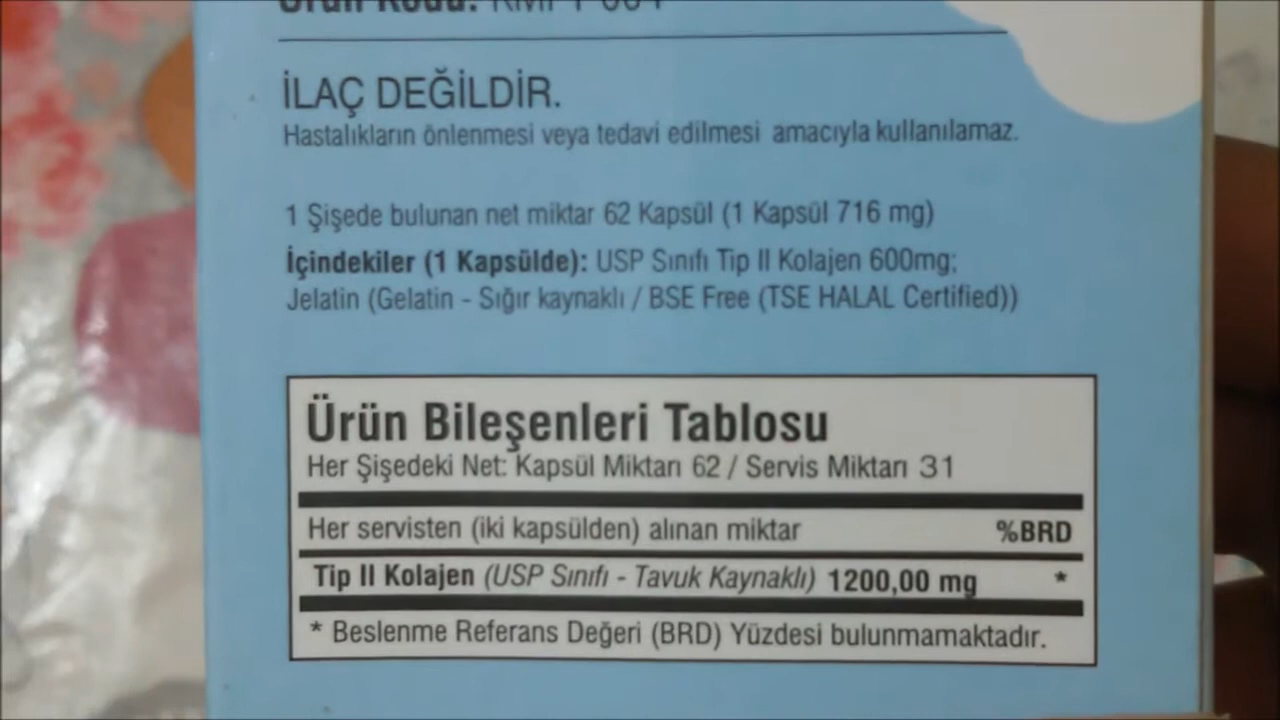 Ürün Kodu:
İLAÇ DEĞİLDİR.
Hastalıkların önlenmesi veya tedavi edilmesi amacıyla kullanılamaz.
1 Şişede bulunan net miktar 62 Kapsül (1 Kapsül 716 mg)
İçindekiler (1 Kapsülde): USP Sınıfı Tip II Kolajen 600mg;
Jelatin (Gelatin - Sığır kaynaklı / BSE Free (TSE HALAL Certified))
Ürün Bileşenleri Tablosu
Her Şişedeki Net: Kapsül Miktarı 62 / Servis Miktarı 31
Her servisten (iki kapsülden) alınan miktar %BRD
Tip II Kolajen (USP Sınıfı - Tavuk Kaynaklı) 1200,00 mg *
* Beslenme Referans Değeri (BRD) Yüzdesi bulunmamaktadır.